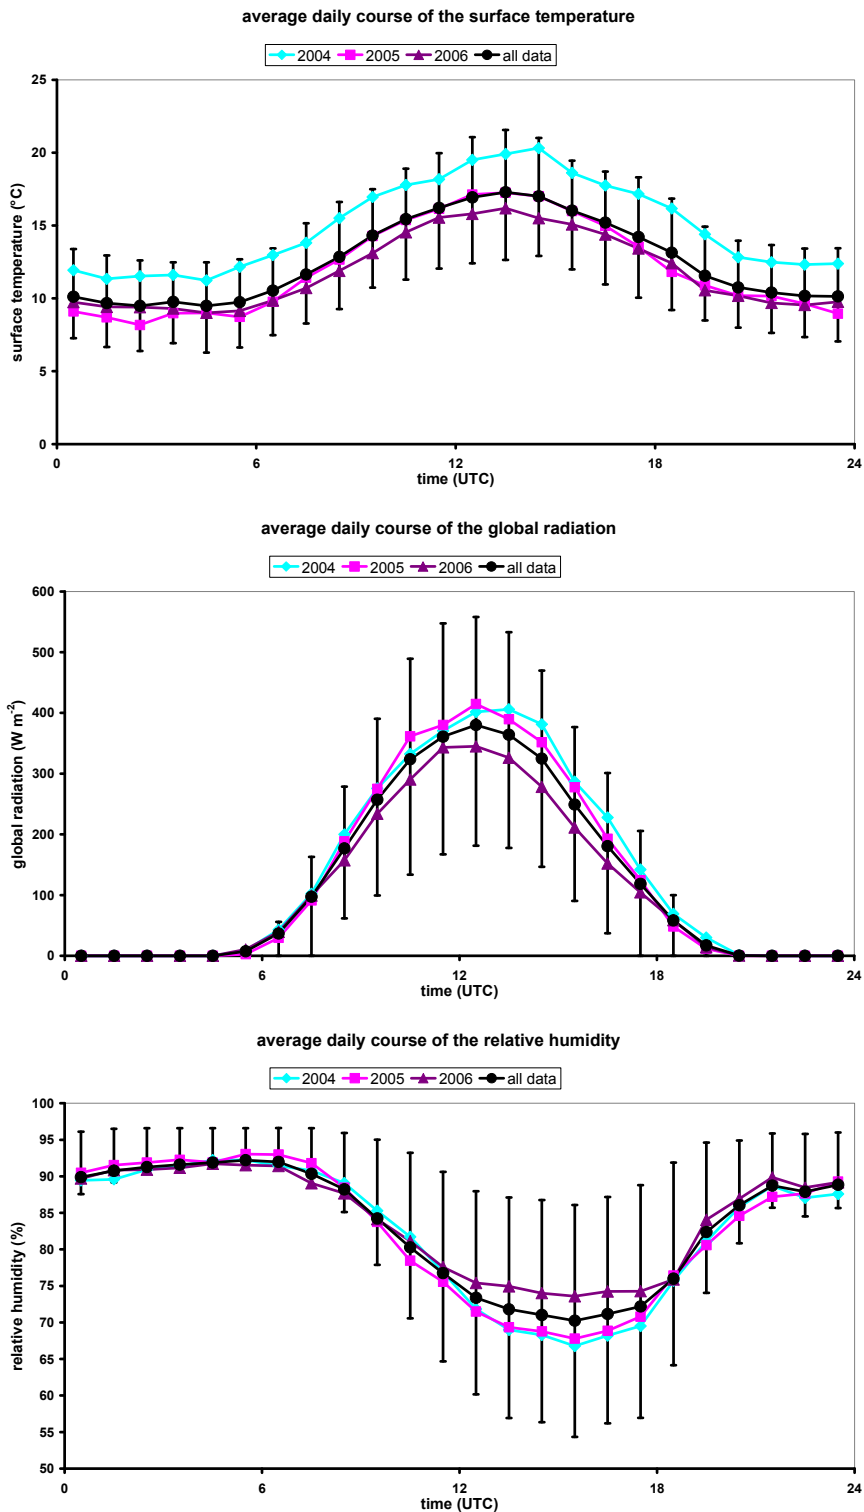 average daily course of the surface temperature
2004 2005 2006 all data
25
20
15
10
5
0
surface temperature (°C)
0 6 12 18 24
time (UTC)
average daily course of the global radiation
2004 2005 2006 all data
600
500
400
300
200
100
0
global radiation (W m-2)
0 6 12 18 24
time (UTC)
average daily course of the relative humidity
2004 2005 2006 all data
100
95
90
85
80
75
70
65
60
55
50
relative humidity (%)
0 6 12 18 24
time (UTC)